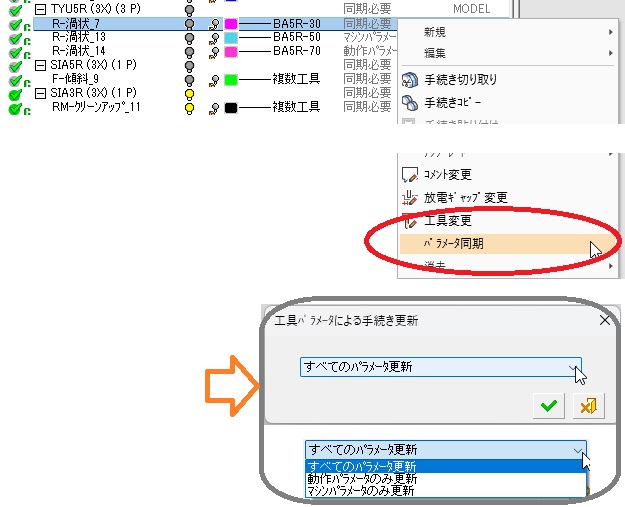 TYU5R (3X) (3 P) 同期必要 MODEL
R-渦状_7 BA5R-30 同期必要
R-渦状_13 BA5R-50 マシンパラメー
R-渦状_14 BA5R-70 動作パラメー
SIA5R (3X) (1 P) 同期必要
F-傾斜_9 複数工具 同期必要
SIA3R (3X) (1 P) 同期必要
RM-クリーンアップ_11 複数工具 同期必要
新規
編集
手続き切り取り
手続きコピー
コメント変更
放電ギャップ変更
工具変更
パラメータ同期
消去
工具パラメータによる手続き更新
すべてのパラメータ更新
すべてのパラメータ更新
すべてのパラメータ更新
動作パラメータのみ更新
マシンパラメータのみ更新